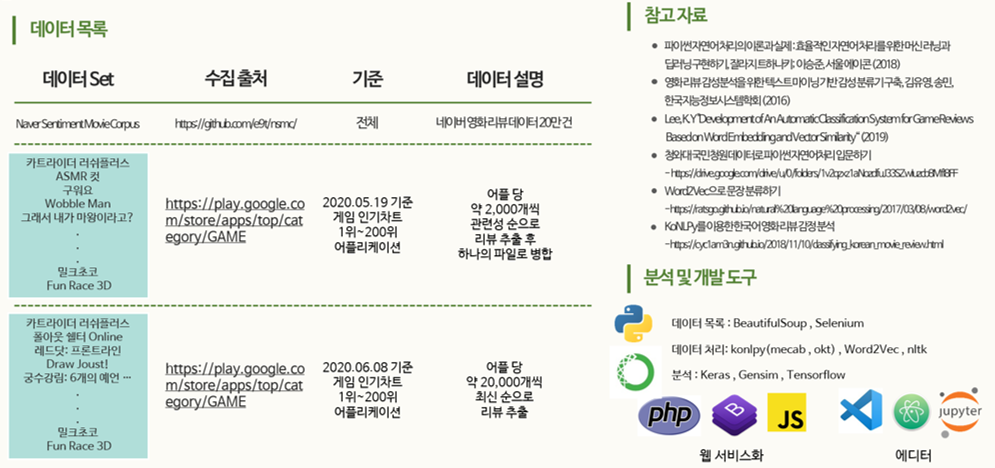 데이터 목록
데이터 Set 수집 출처 기준 데이터 설명
Naver Sentiment Movie Corpus https://github.com/e9t/nsmc/ 전체 네이버 영화 리뷰 데이터 20만 건
카트라이더 러쉬플러스
ASMR 컷
구워요
Wobble Man
그래서 내가 마왕이라고?
.
.
.
밀크초코
Fun Race 3D
https://play.google.co
m/store/apps/top/cat
egory/GAME
2020.05.19 기준
게임 인기차트
1위~200위
어플리케이션
어플 당
약 2,000개씩
관련성 순으로
리뷰 추출 후
하나의 파일로 병합
카트라이더 러쉬플러스
폴아웃 쉘터 Online
레드닷: 프론트라인
Draw Joust!
궁수강림: 6개의 예언 …
.
.
.
밀크초코
Fun Race 3D
https://play.google.co
m/store/apps/top/cat
egory/GAME
2020.06.08 기준
게임 인기차트
1위~200위
어플리케이션
어플 당
약 20,000개씩
최신 순으로
리뷰 추출
참고 자료
• 파이썬 자연어 처리의 이론과 실제 : 효율적인 자연어 처리를 위한 머신 러닝과
딥러닝 구현하기, 잘라지 트하나키: 이승준, 서울에이콘 (2018)
• 영화 리뷰 감성분석을 위한 텍스트 마이닝 기반 감성 분류기 구축, 김유영, 송민,
한국지능정보시스템학회 (2016)
• Lee, K.Y "Development of An Automatic Classification System for Game Reviews
Based on Word Embedding and Vector Similarity" (2019)
• 청와대 국민청원 데이터로 파이썬 자연어처리 입문하기
• Word2Vec으로 문장 분류하기
- https://ratsgo.github.io/natural%20language%20processing/2017/03/08/word2vec/
• KoNLPy를 이용한 한국어 영화 리뷰 감정 분석
- https://cyc1am3n.github.io/2018/11/10/classifying_korean_movie_review.html
분석 및 개발 도구
데이터 목록 : BeautifulSoup , Selenium
데이터 처리: konlpy(mecab , okt) , Word2Vec , nltk
분석 : Keras , Gensim , Tensorflow
php B JS
jupyter
웹 서비스화
에디터